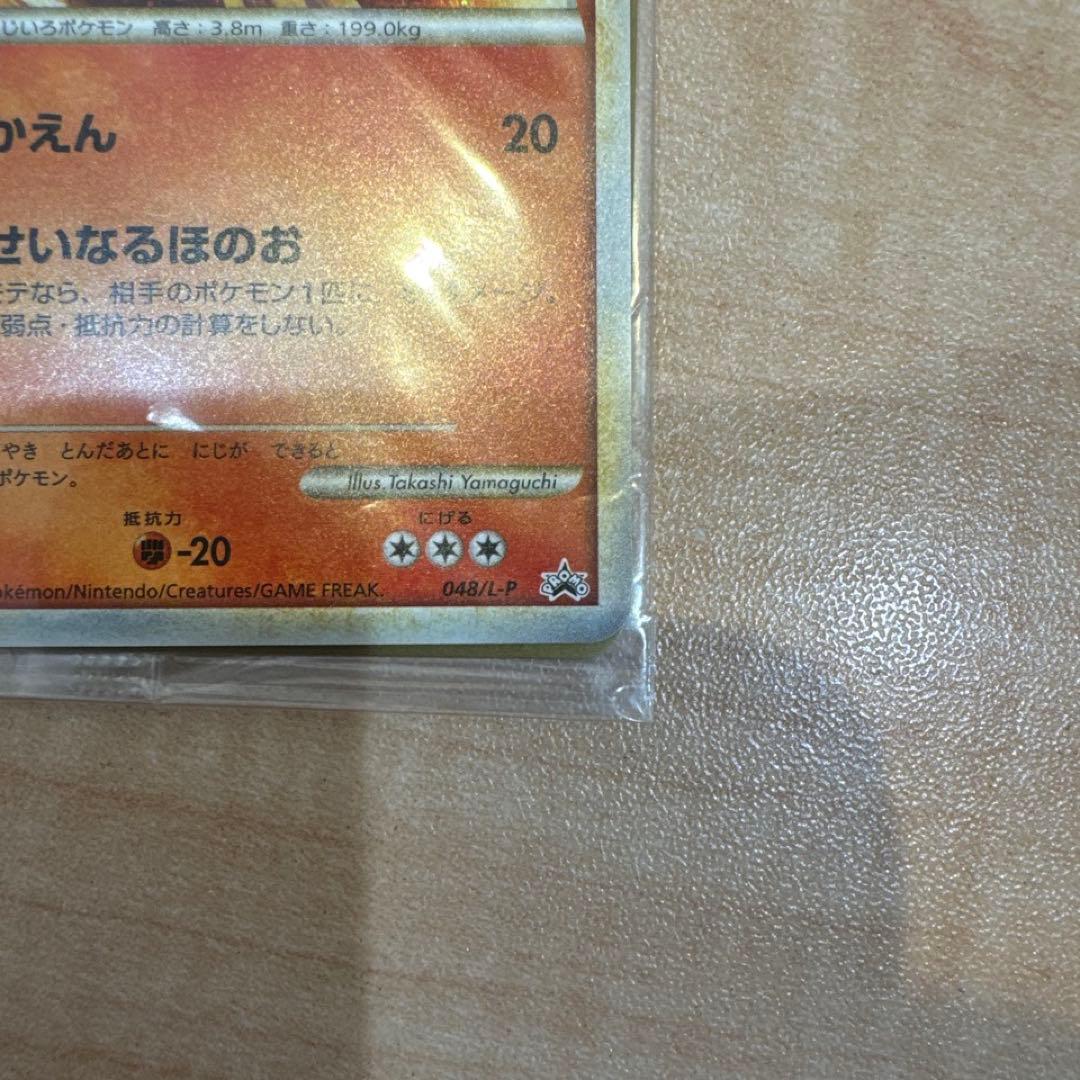 じいろポケモン 高さ:3.8m 重さ:199.0kg
かえん 20
せいなるほのお
モテなら、相手のポケモン1匹に、
弱点・抵抗力の計算をしない。
やき とんだあとに にじが できると
ポケモン。
Illus. Takashi Yamaguchi
抵抗力 にげる
-20
okémon/Nintendo/Creatures/GAME FREAK. 048/L-P PROMO